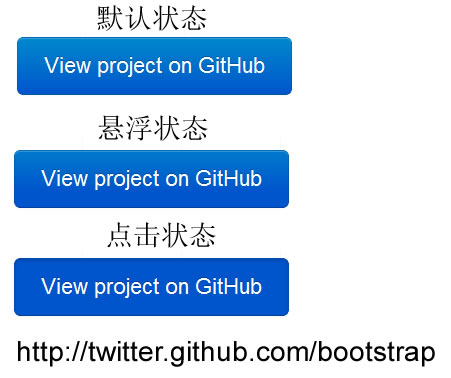 默认状态
View project on GitHub
悬浮状态
View project on GitHub
点击状态
View project on GitHub
http://twitter.github.com/bootstrap